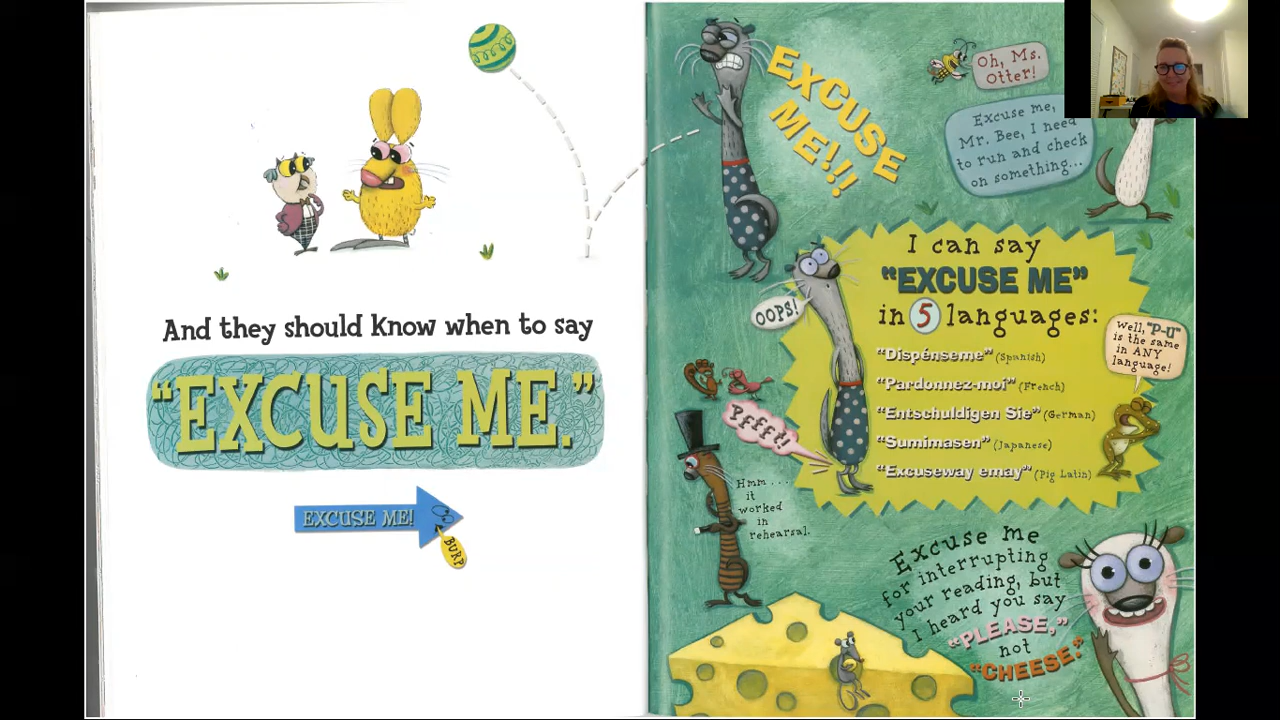 And they should know when to say
"EXCUSE ME."
EXCUSE ME!
BURP
EXCUSE
ME!!!
Oh, Ms.
Otter!
Excuse me,
Mr. Bee, I need
to run and check
on something...
I can say
"EXCUSE ME"
in 5 languages:
OOPS!
"Dispénseme" (Spanish)
"Pardonnez-moi" (French)
"Entschuldigen Sie" (German)
"Sumimasen" (Japanese)
"Excuseway emay" (Pig Latin)
Well, "P-U"
is the same
in ANY
language!
Pffft!
Hmm...
it
worked
in
rehearsal.
Excuse me
for interrupting
your reading, but
I heard you say
"PLEASE,"
not
"CHEESE."